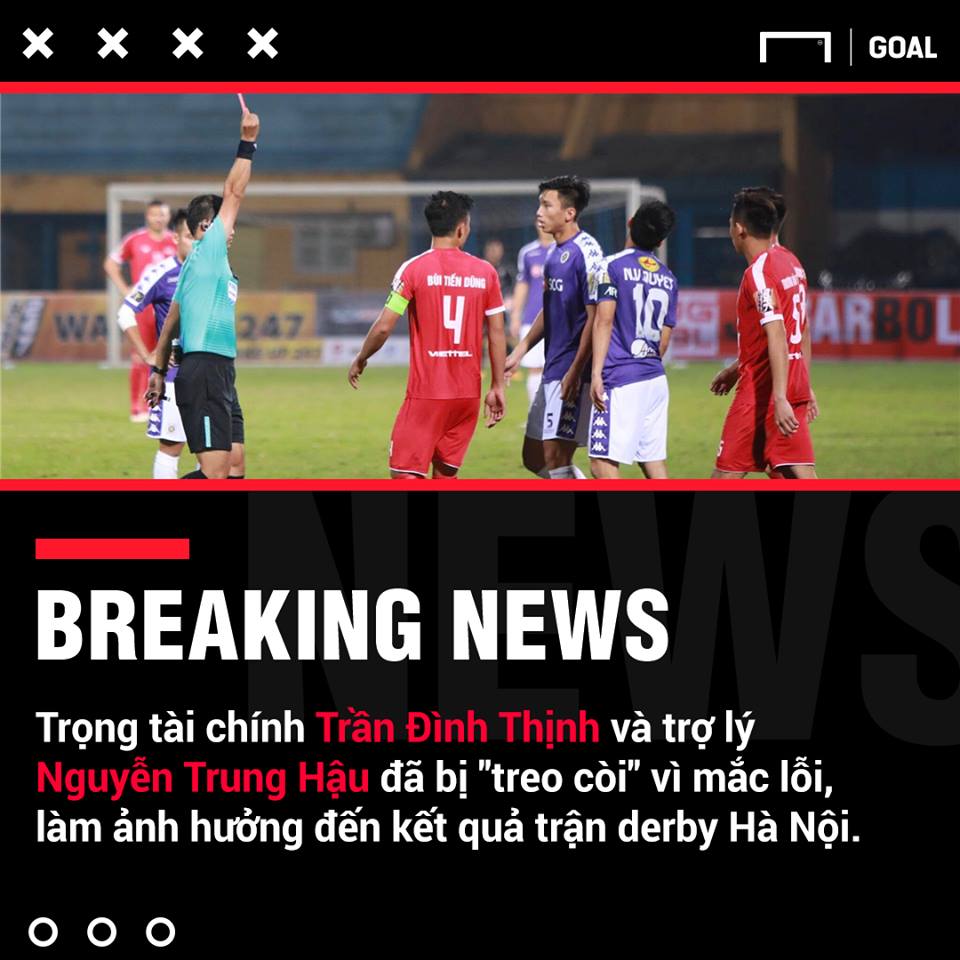 GOAL
BÙI TIẾN DŨNG
4
VIETTEL
SCG
5
N.V.QUYẾT
10
247
ARBOL
NEWS
BREAKING NEWS
Trọng tài chính Trần Đình Thịnh và trợ lý
Nguyễn Trung Hậu đã bị "treo còi" vì mắc lỗi,
làm ảnh hưởng đến kết quả trận derby Hà Nội.